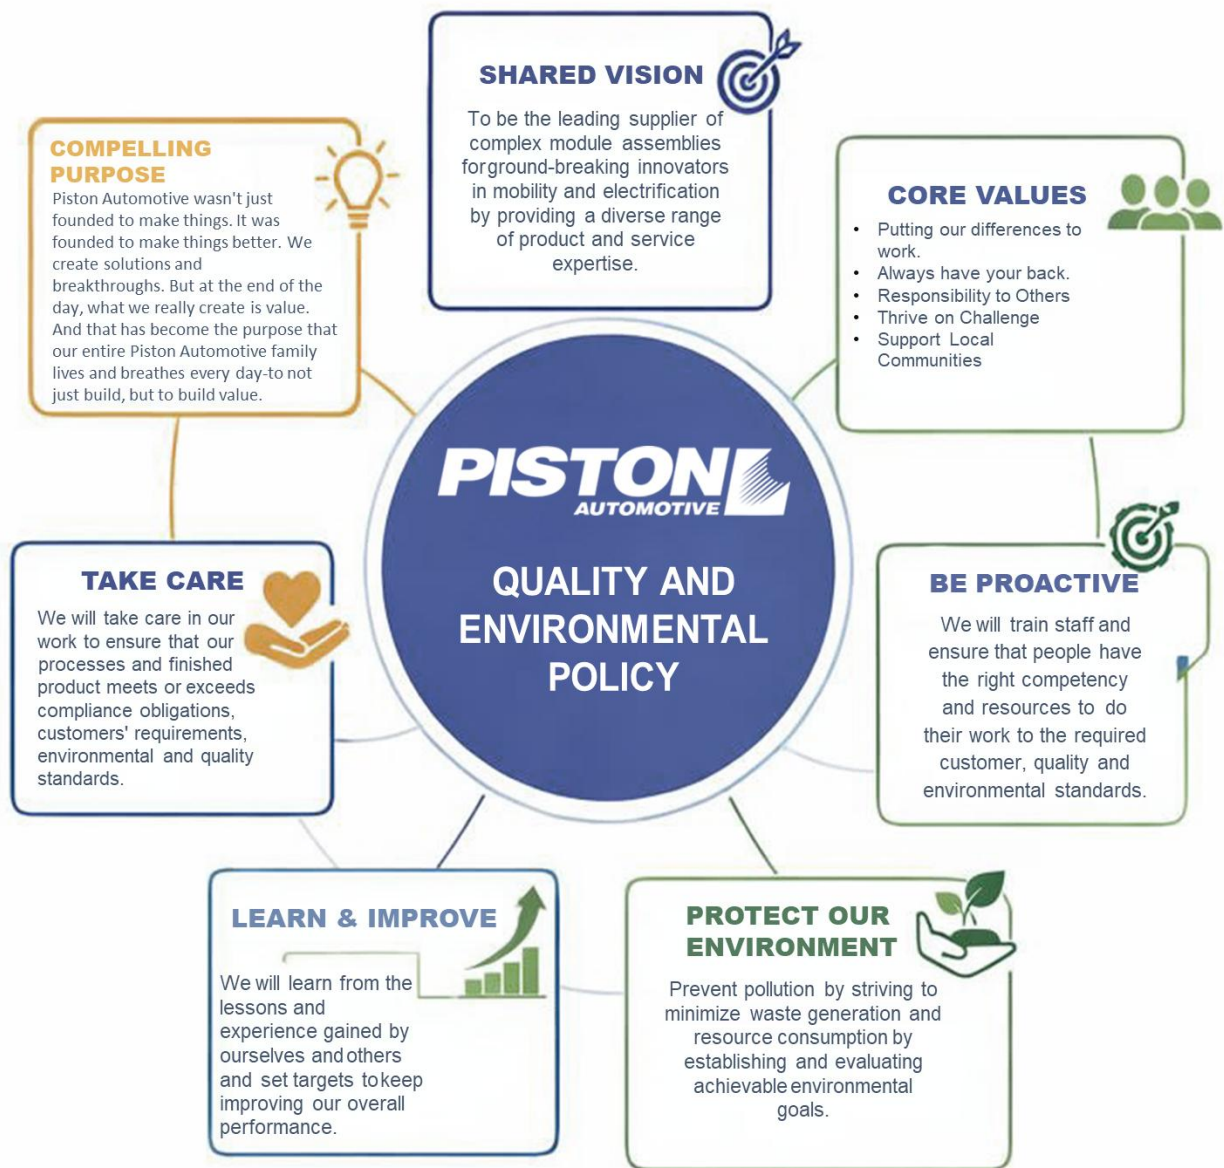 SHARED VISION
To be the leading supplier of
complex module assemblies
forground-breaking innovators
in mobility and electrification
by providing a diverse range
of product and service
expertise.
COMPELLING
PURPOSE
Piston Automotive wasn't just
founded to make things. It was
founded to make things better. We
create solutions and
breakthroughs. But at the end of the
day, what we really create is value.
And that has become the purpose that
our entire Piston Automotive family
lives and breathes every day-to not
just build, but to build value.
CORE VALUES
• Putting our differences to
work.
• Always have your back.
• Responsibility to Others
• Thrive on Challenge
• Support Local
Communities
PISTON
AUTOMOTIVE
QUALITY AND
ENVIRONMENTAL
POLICY
TAKE CARE
We will take care in our
work to ensure that our
processes and finished
product meets or exceeds
compliance obligations,
customers' requirements,
environmental and quality
standards.
BE PROACTIVE
We will train staff and
ensure that people have
the right competency
and resources to do
their work to the required
customer, quality and
environmental standards.
LEARN & IMPROVE
We will learn from the
lessons and
experience gained by
ourselves andothers
and set targets tokeep
improving our overall
performance.
PROTECT OUR
ENVIRONMENT
Prevent pollution by striving to
minimize waste generation and
resource consumption by
establishing and evaluating
achievable environmental
goals.